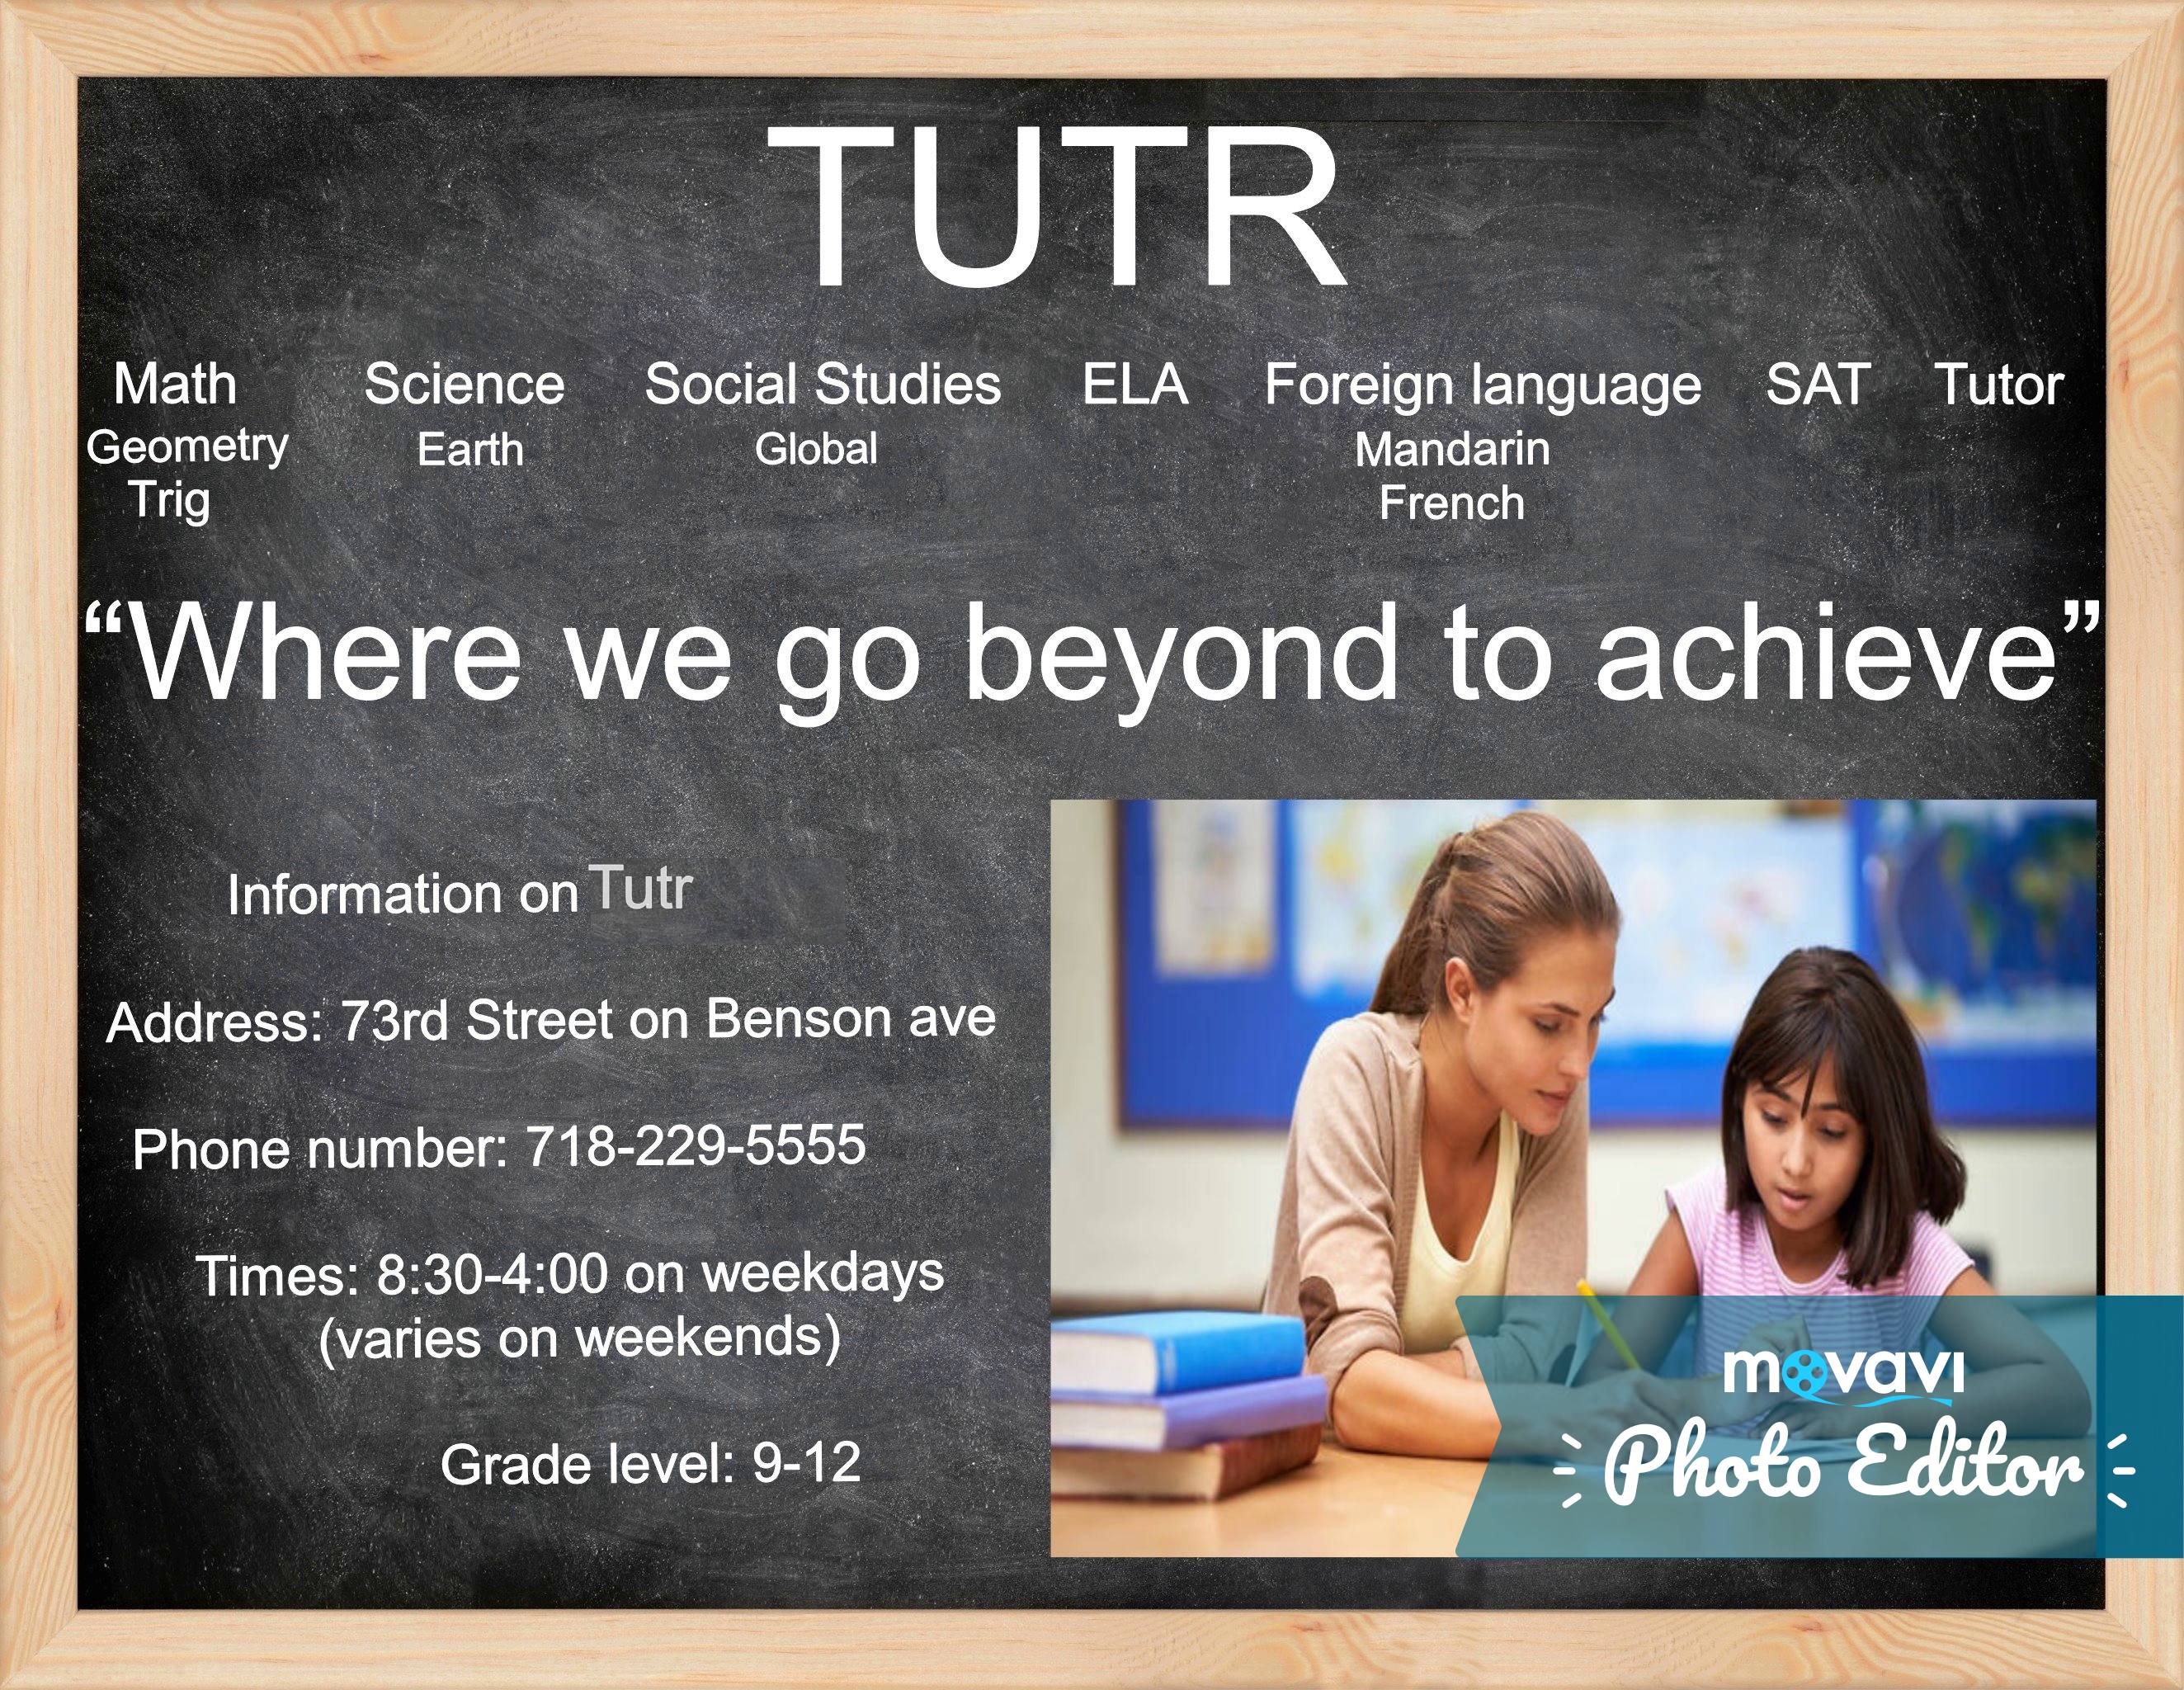 TUTR
Math Science Social Studies ELA Foreign language SAT Tutor
Geometry Earth Global Mandarin
Trig French
“Where we go beyond to achieve”
Information on Tutr
Address: 73rd Street on Benson ave
Phone number: 718-229-5555
Times: 8:30-4:00 on weekdays
(varies on weekends)
Grade level: 9-12
movavi
Photo Editor